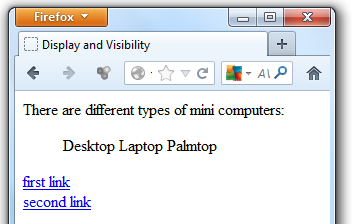 Firefox
Display and Visibility
There are different types of mini computers:
Desktop Laptop Palmtop
first link
second link